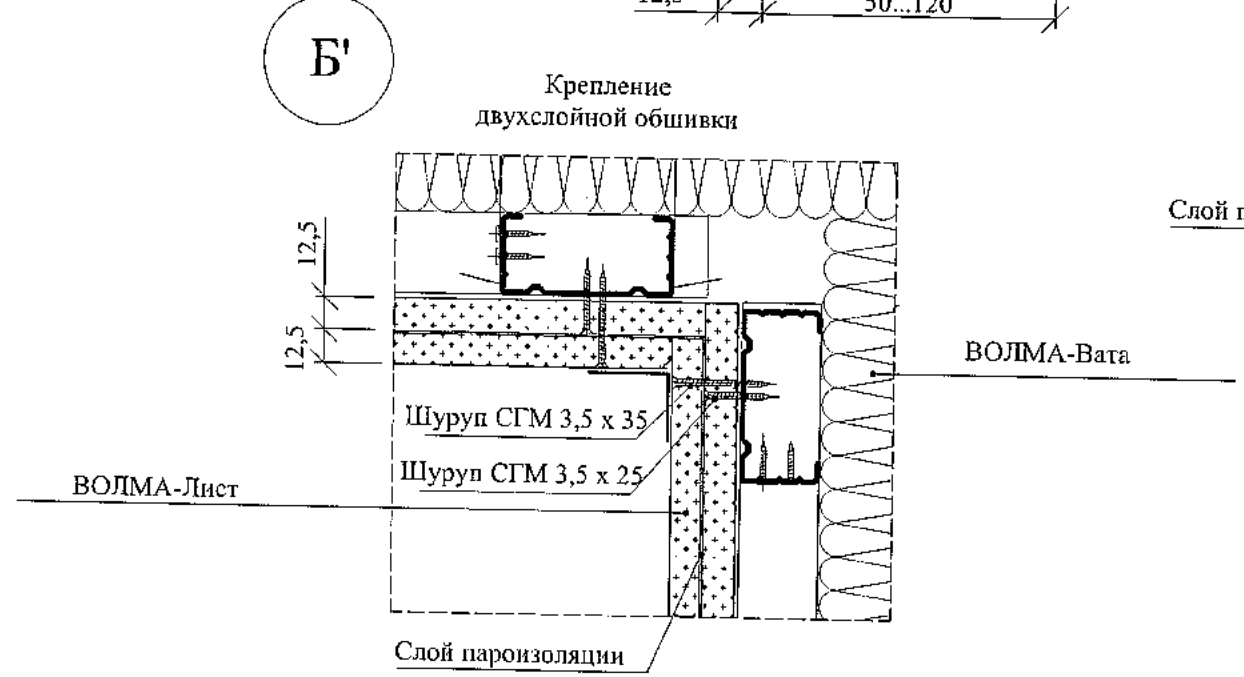 50...120
Б'
Крепление
двухслойной обшивки
12,5
12,5
Слой
ВОЛМА-Вата
Шуруп СГМ 3,5 х 35
Шуруп СГМ 3,5 х 25
ВОЛМА-Лист
Слой пароизоляции